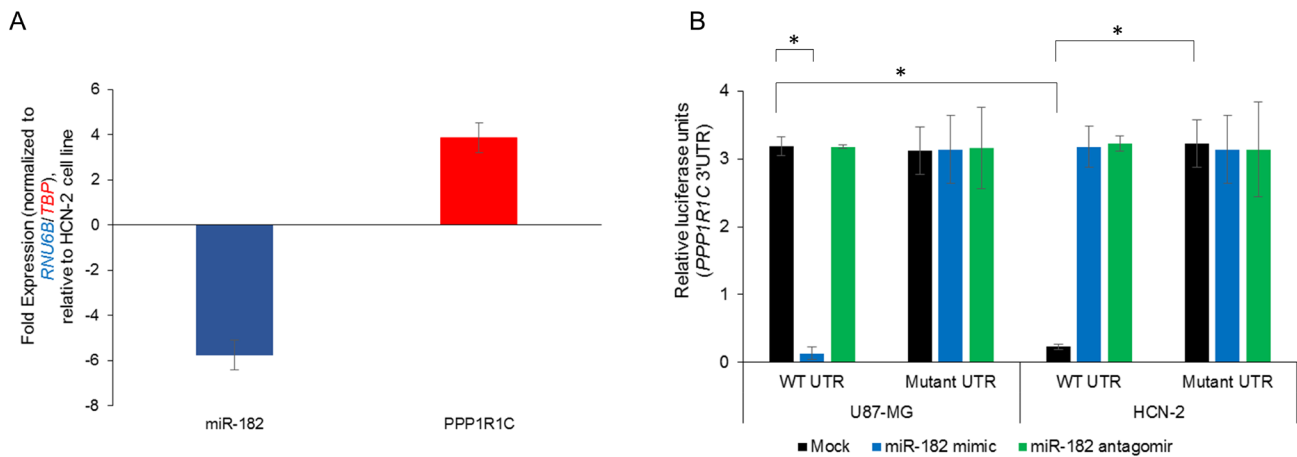 A
Fold Expression (normalized to
RNU6B/TBP),
relative to HCN-2 cell line
6
4
2
0
-2
-4
-6
-8
miR-182
PPP1R1C
B
Relative luciferase units
(PPP1R1C 3'UTR)
4
3
2
1
0
*
*
*
WT UTR
Mutant UTR
WT UTR
Mutant UTR
U87-MG
HCN-2
Mock
miR-182 mimic
miR-182 antagomir